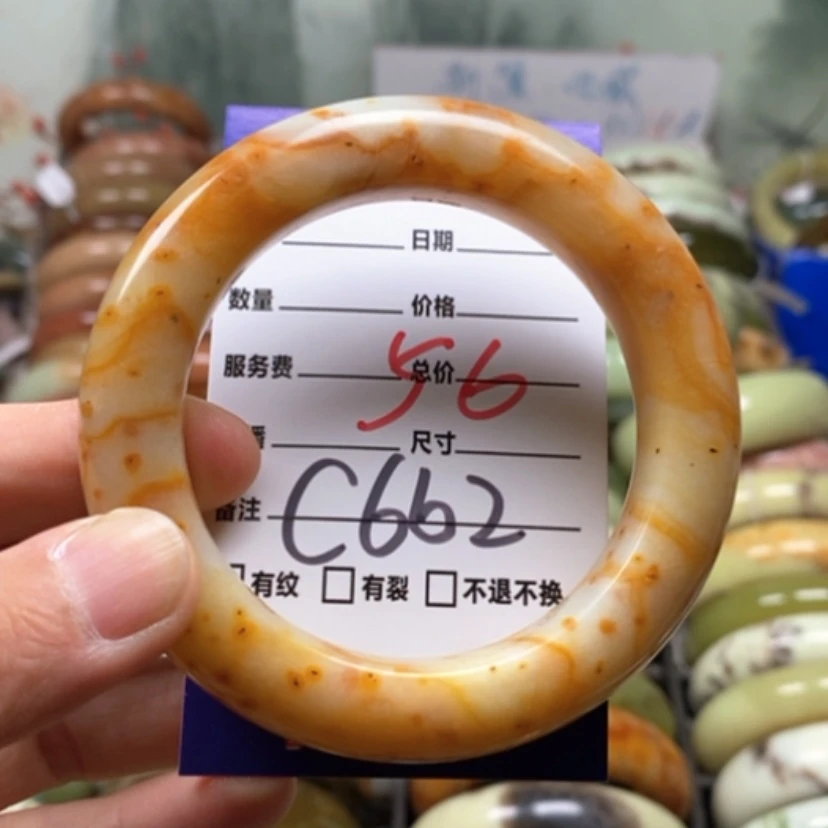 日期
数量 价格
服务费 总价
56
尺寸
备注
C662
有纹 有裂 不退不换